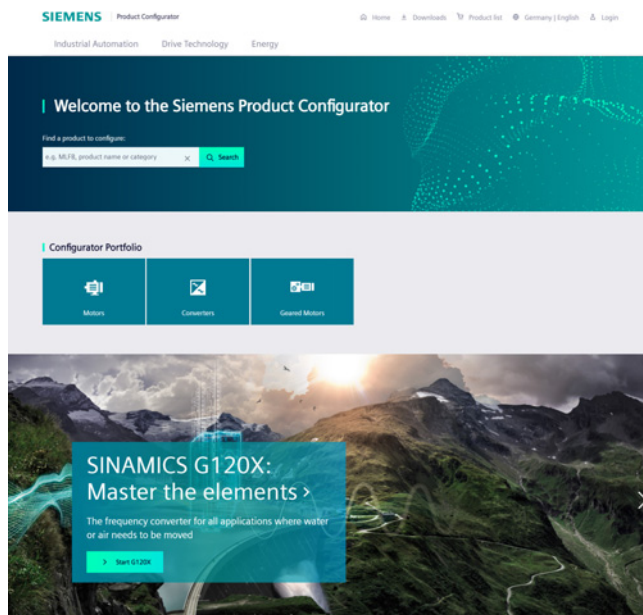 SIEMENS Product Configurator
Home Downloads Product list Germany | English Login
Industrial Automation Drive Technology Energy
Welcome to the Siemens Product Configurator
Find a product to configure:
e.g. MLFB, product name or category Search
Configurator Portfolio
Motors Converters Geared Motors
SINAMICS G120X:
Master the elements
The frequency converter for all applications where water
or air needs to be moved
Start G120X